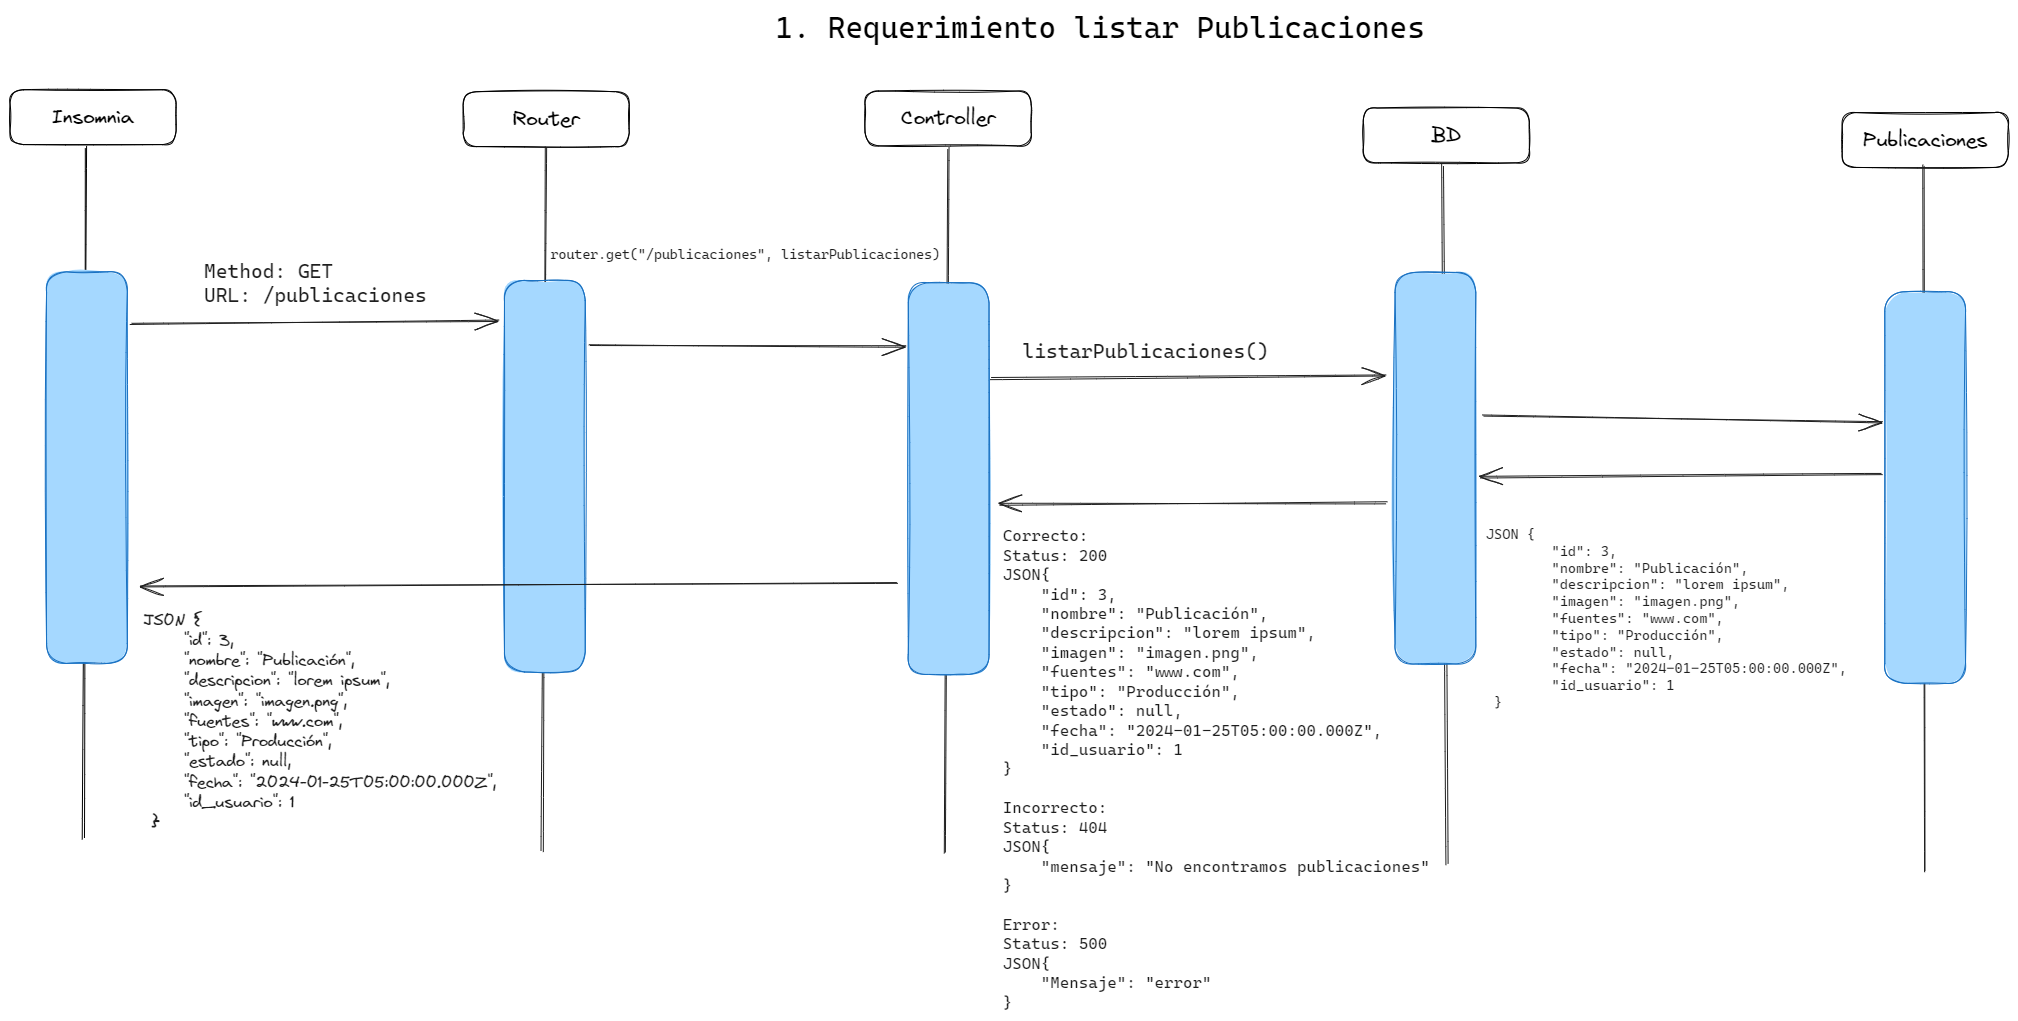 1. Requerimiento listar Publicaciones
Insomnia
Router
Controller
BD
Publicaciones
Method: GET
URL: /publicaciones
router.get("/publicaciones", listarPublicaciones)
listarPublicaciones()
JSON {
"id": 3,
"nombre": "Publicación",
"descripcion": "lorem ipsum",
"imagen": "imagen.png",
"fuentes": "www.com",
"tipo": "Producción",
"estado": null,
"fecha": "2024-01-25T05:00:00.000Z",
"id_usuario": 1
}
Correcto:
Status: 200
JSON{
"id": 3,
"nombre": "Publicación",
"descripcion": "lorem ipsum",
"imagen": "imagen.png",
"fuentes": "www.com",
"tipo": "Producción",
"estado": null,
"fecha": "2024-01-25T05:00:00.000Z",
"id_usuario": 1
}
Incorrecto:
Status: 404
JSON{
"mensaje": "No encontramos publicaciones"
}
Error:
Status: 500
JSON{
"Mensaje": "error"
}
JSON {
"id": 3,
"nombre": "Publicación",
"descripcion": "lorem ipsum",
"imagen": "imagen.png",
"fuentes": "www.com",
"tipo": "Producción",
"estado": null,
"fecha": "2024-01-25T05:00:00.000Z",
"id_usuario": 1
}